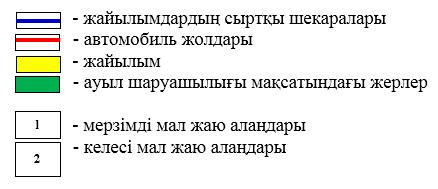 - жайылымдардың сыртқы шекаралары
- автомобиль жолдары
- жайылым
- ауыл шаруашылығы мақсатындағы жерлер
1 - мерзімді мал жаю алаңдары
2 - келесі мал жаю алаңдары